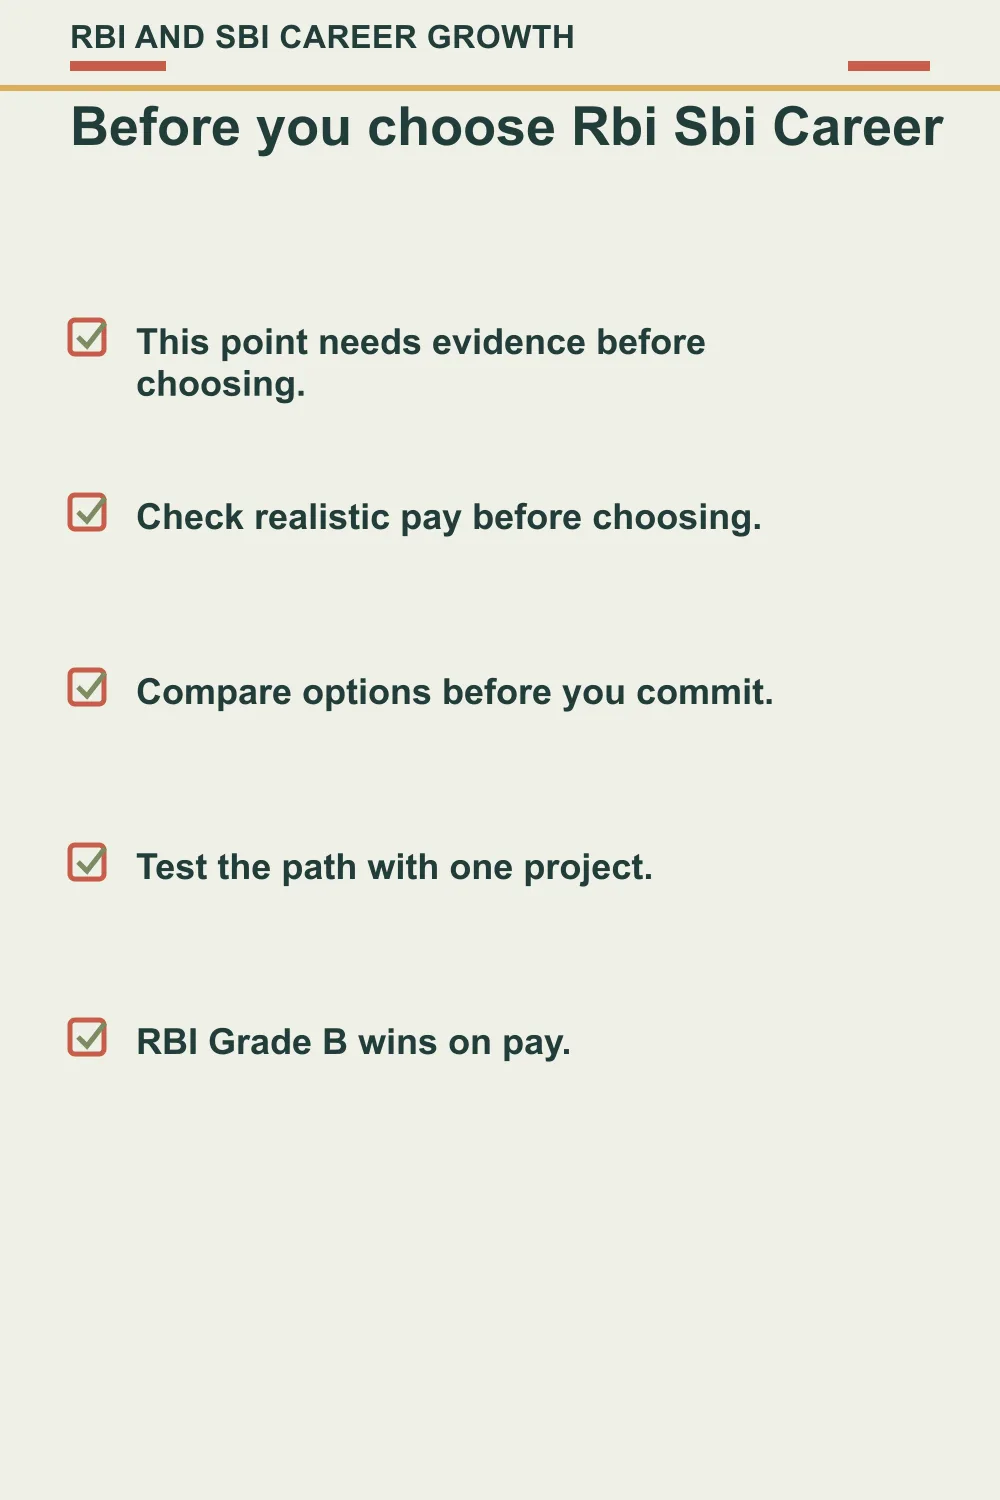 RBI AND SBI CAREER GROWTH
Before you choose Rbi Sbi Career
This point needs evidence before
choosing.
Check realistic pay before choosing.
Compare options before you commit.
Test the path with one project.
RBI Grade B wins on pay.